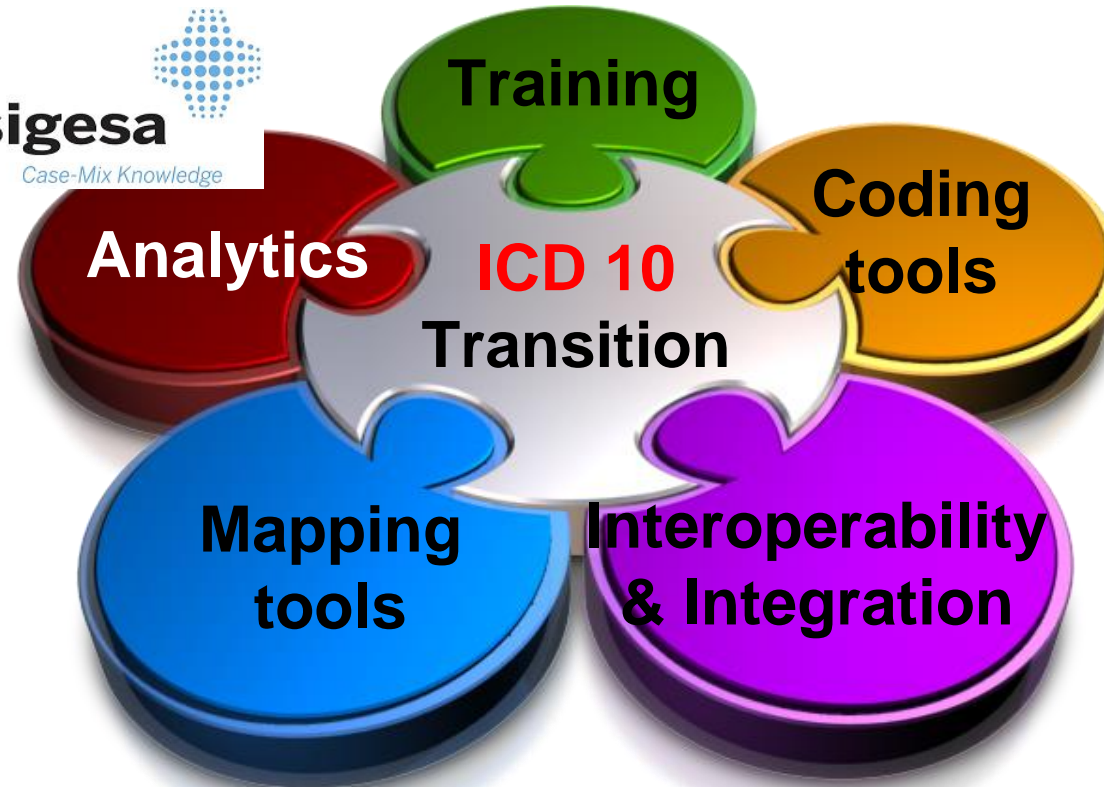 sigesa
Case-Mix Knowledge
Training
Analytics
Coding
tools
ICD 10
Transition
Mapping
tools
Interoperability
& Integration